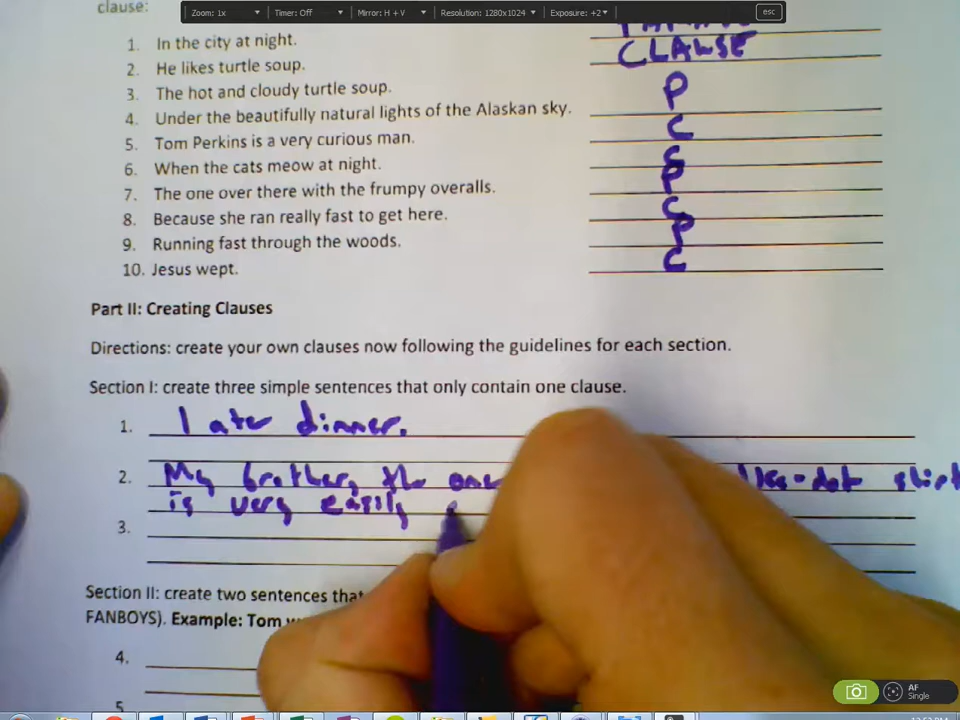 Zoom: 1x Timer: Off Mirror: H + V Resolution: 1280x1024 Exposure: +2 esc
clause:
1. In the city at night.
CLAUSE
2. He likes turtle soup.
3. The hot and cloudy turtle soup.
P
4. Under the beautifully natural lights of the Alaskan sky.
C
5. Tom Perkins is a very curious man.
6. When the cats meow at night.
P
7. The one over there with the frumpy overalls.
C
8. Because she ran really fast to get here.
P
9. Running fast through the woods.
C
10. Jesus wept.
Part II: Creating Clauses
Directions: create your own clauses now following the guidelines for each section.
Section I: create three simple sentences that only contain one clause.
1. I ate dinner.
2. My brother, the one shirt
is very easily
3.
Section II: create two sentences that
FANBOYS). Example: Tom
4.
5.
AF
Single